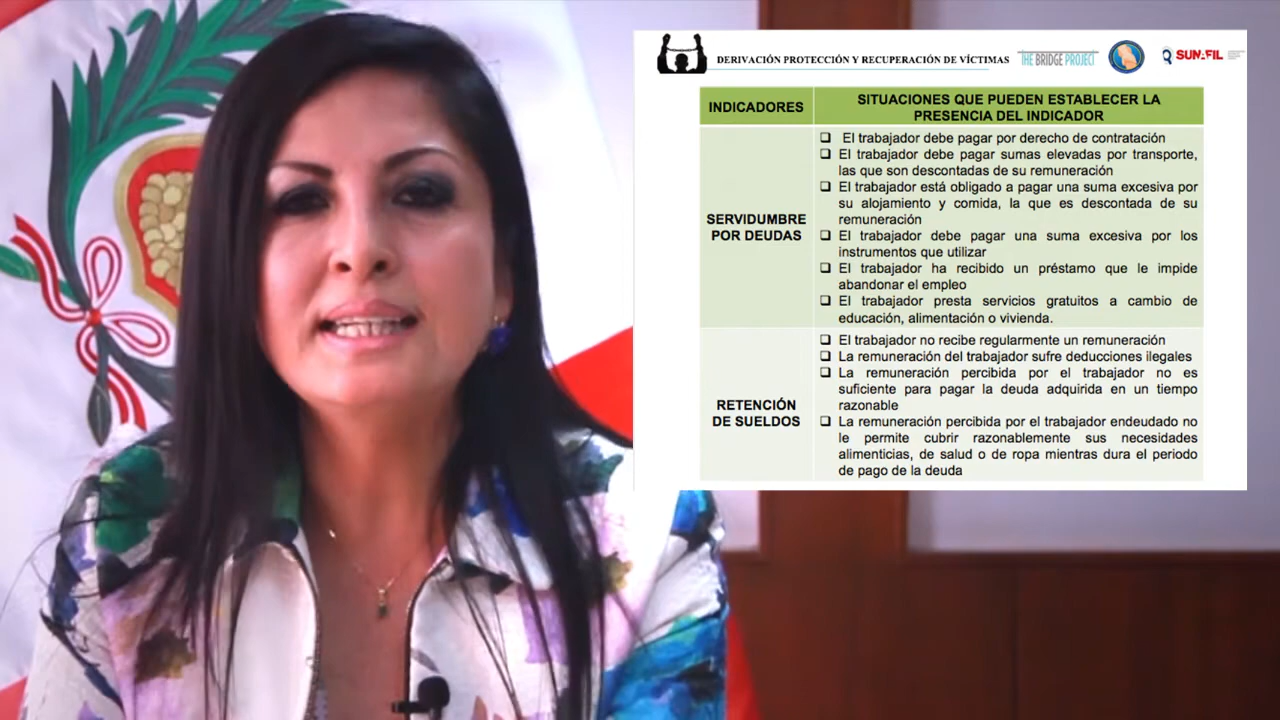 DERIVACIÓN PROTECCIÓN Y RECUPERACIÓN DE VÍCTIMAS
THE BRIDGE PROJECT
SUNAFIL
INDICADORES
SITUACIONES QUE PUEDEN ESTABLECER LA
PRESENCIA DEL INDICADOR
SERVIDUMBRE
POR DEUDAS
❑ El trabajador debe pagar por derecho de contratación
❑ El trabajador debe pagar sumas elevadas por transporte,
las que son descontadas de su remuneración
❑ El trabajador está obligado a pagar una suma excesiva por
su alojamiento y comida, la que es descontada de su
remuneración
❑ El trabajador debe pagar una suma excesiva por los
instrumentos que utilizar
❑ El trabajador ha recibido un préstamo que le impide
abandonar el empleo
❑ El trabajador presta servicios gratuitos a cambio de
educación, alimentación o vivienda.
RETENCIÓN
DE SUELDOS
❑ El trabajador no recibe regularmente un remuneración
❑ La remuneración del trabajador sufre deducciones ilegales
❑ La remuneración percibida por el trabajador no es
suficiente para pagar la deuda adquirida en un tiempo
razonable
❑ La remuneración percibida por el trabajador endeudado no
le permite cubrir razonablemente sus necesidades
alimenticias, de salud o de ropa mientras dura el periodo
de pago de la deuda